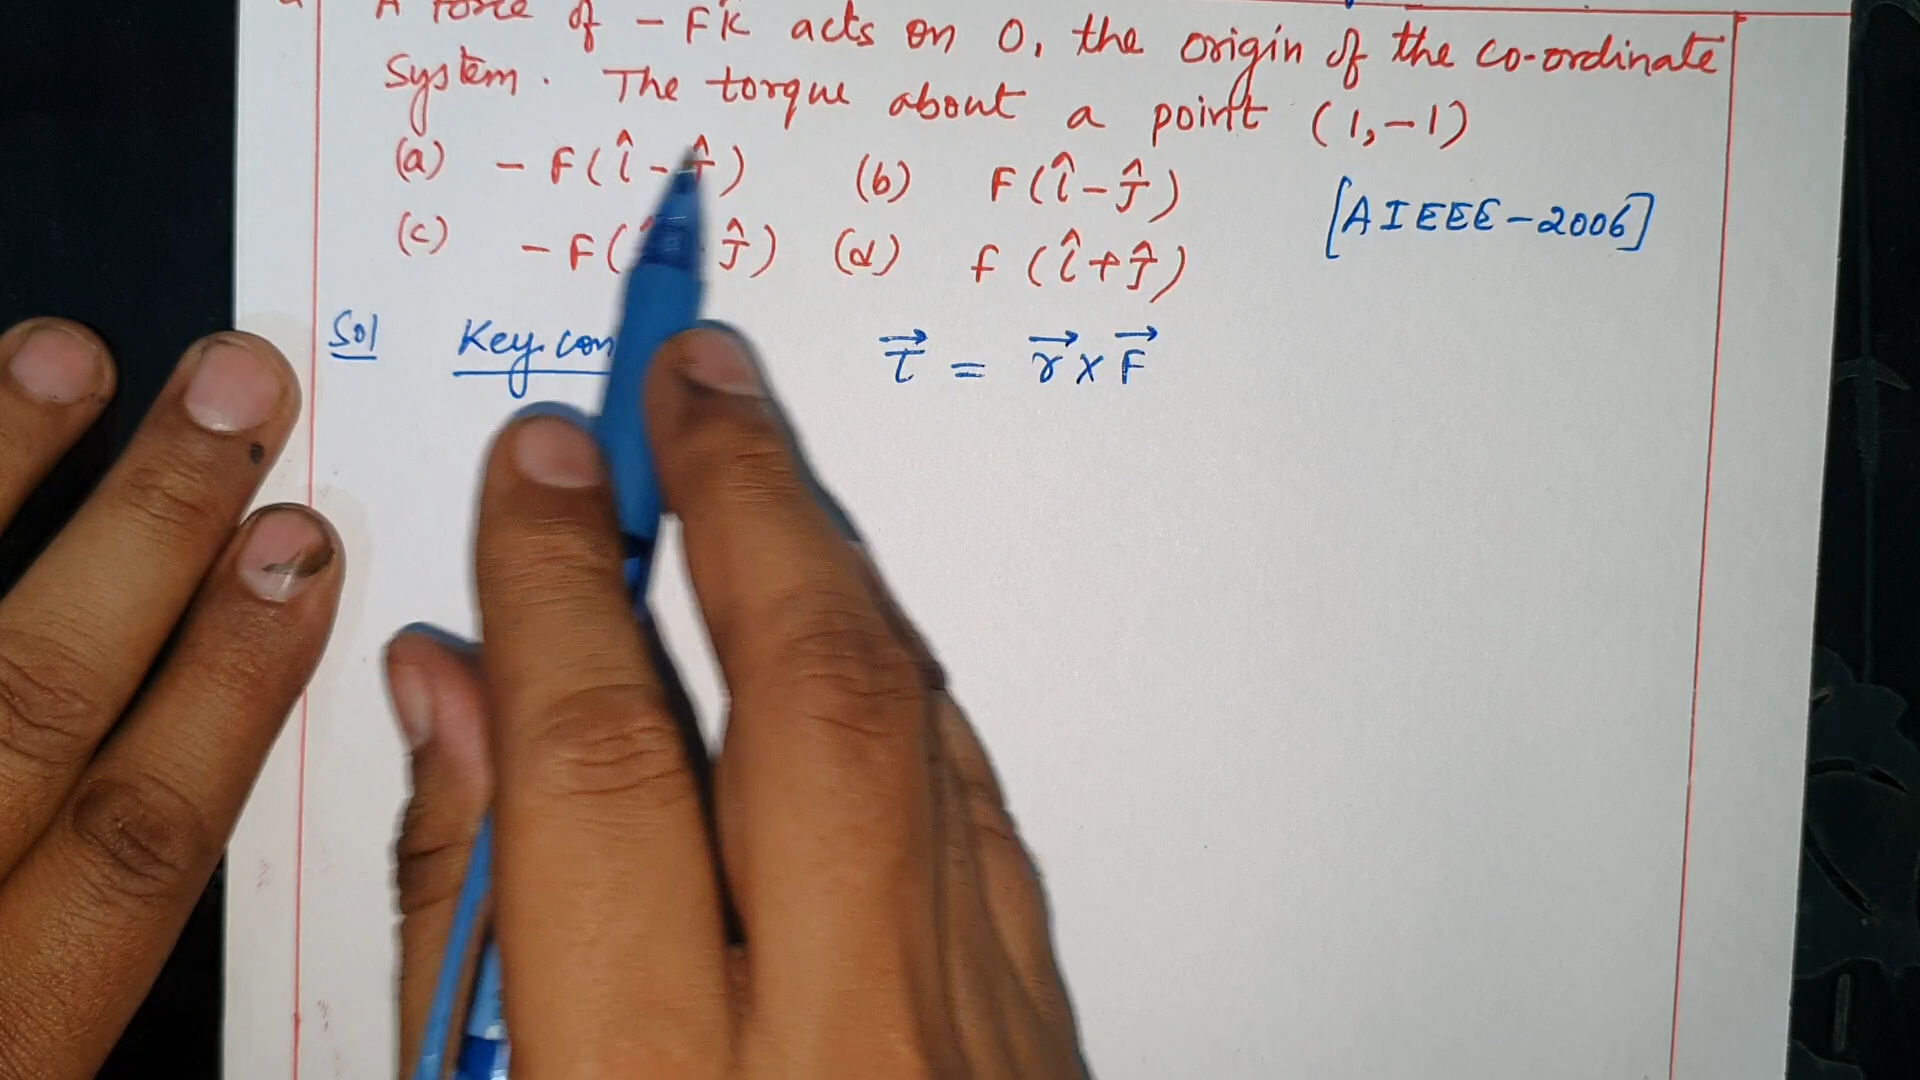 A force of - FK̂ acts on O, the origin of the co-ordinate
system. The torque about a point (1,-1)
(a) - F(î - ĵ) (b) F(î - ĵ)
[AIEEE-2006]
(c) - F( ĵ) (d) f (î + ĵ)
Sol Key τ⃗ = r⃗ x F⃗